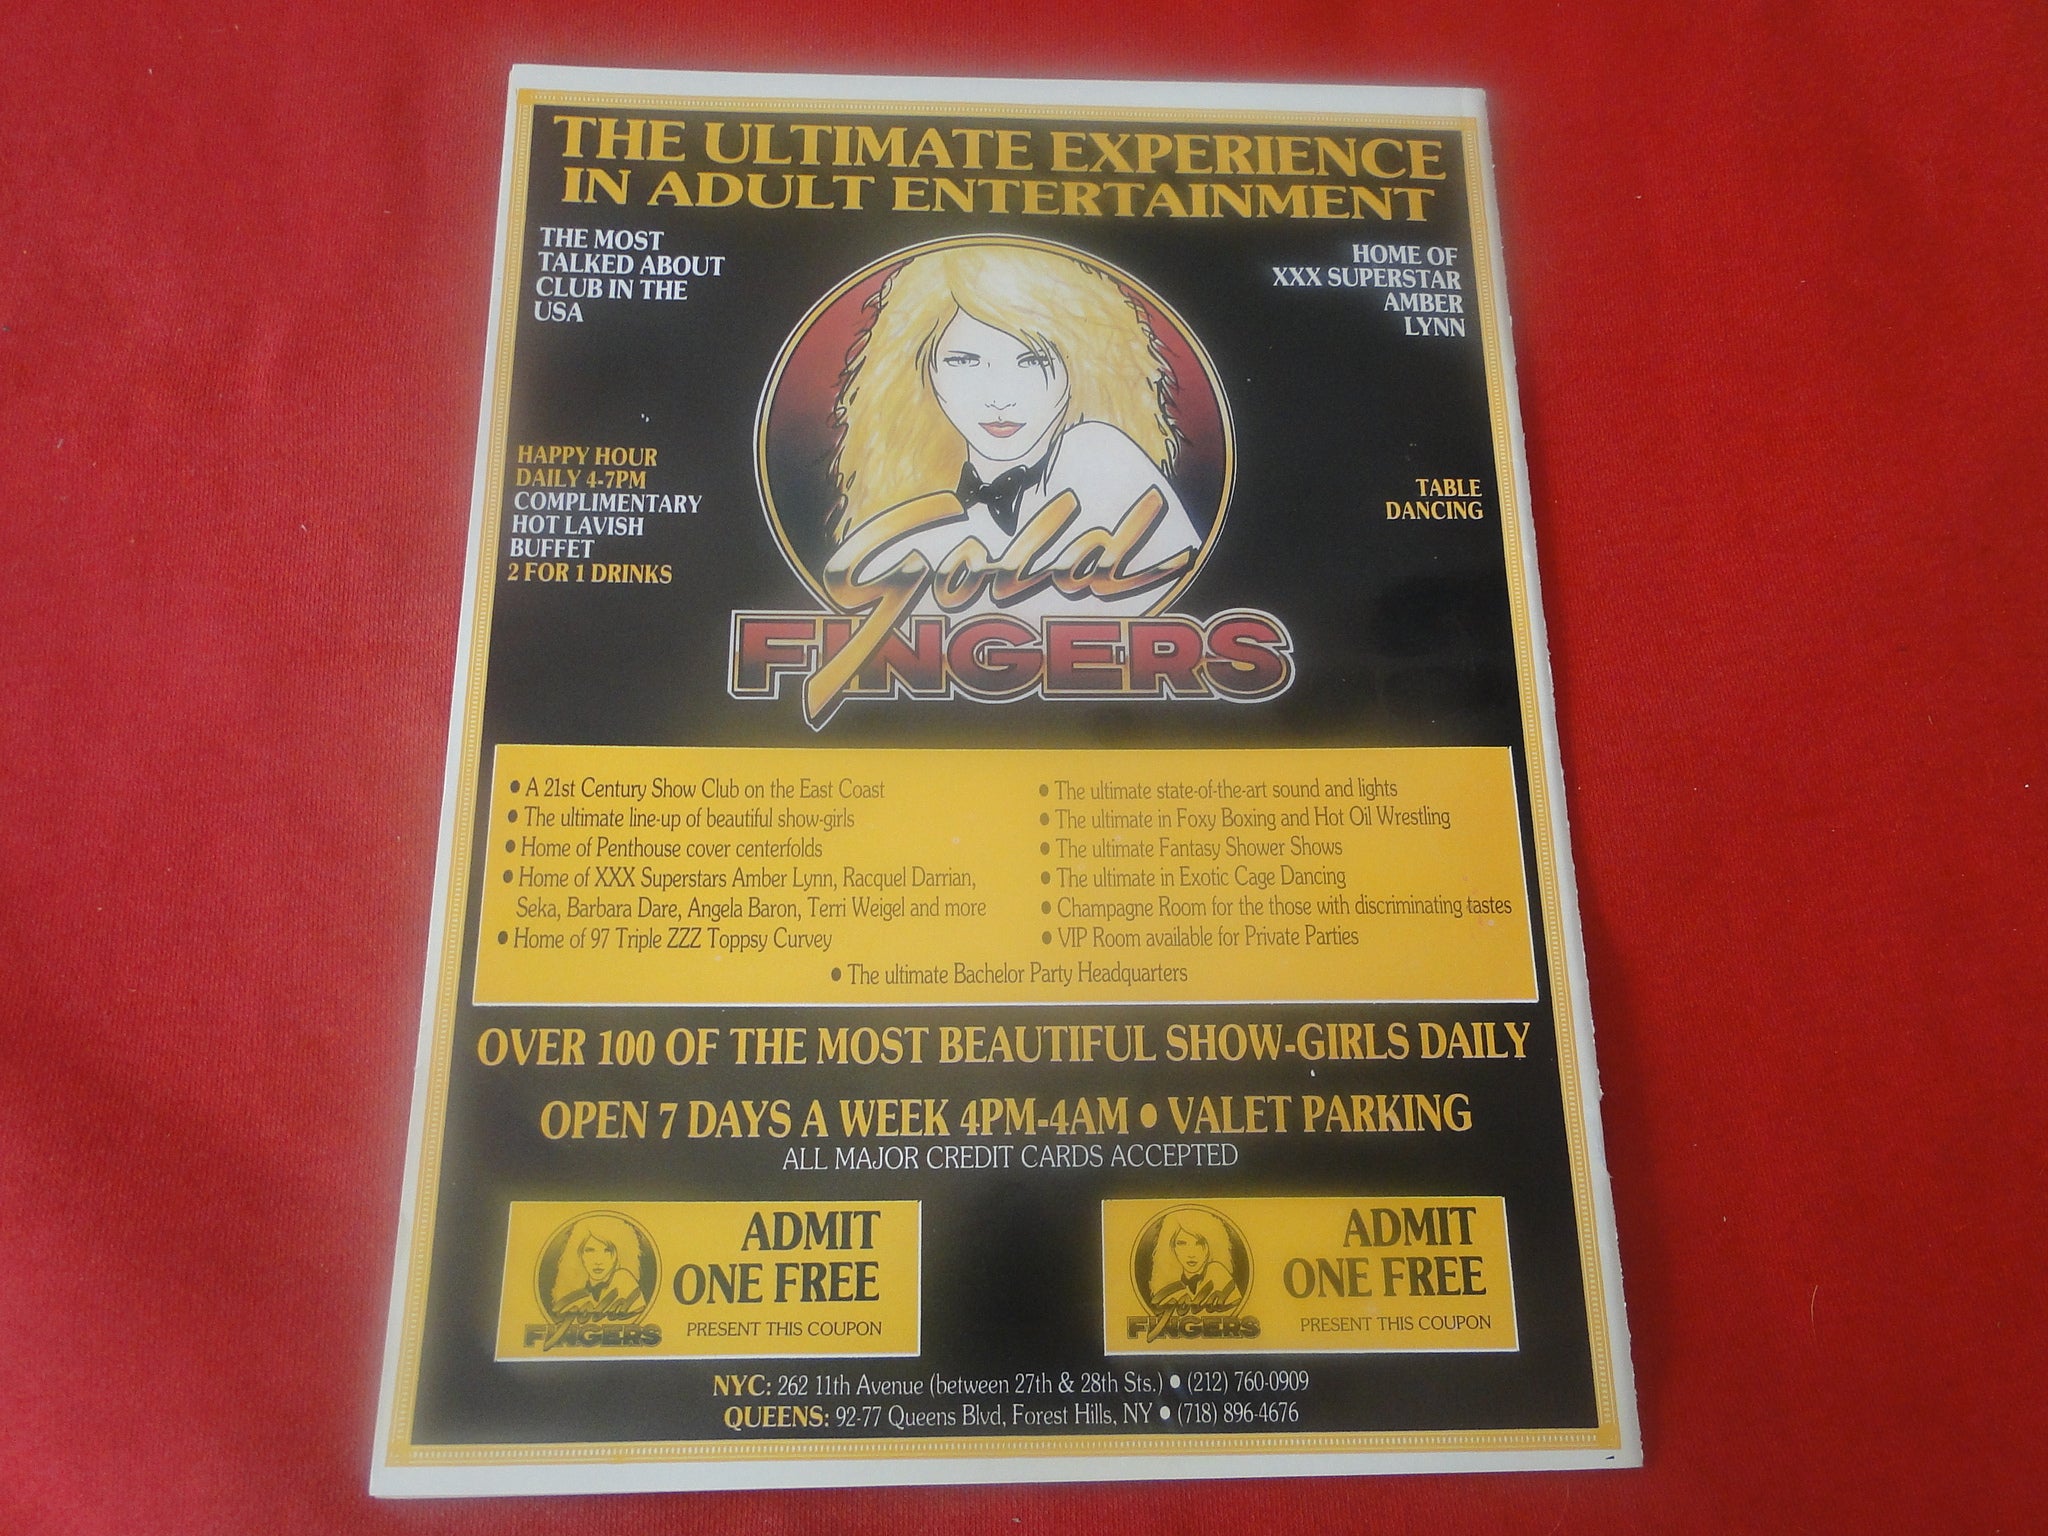 THE ULTIMATE EXPERIENCE
IN ADULT ENTERTAINMENT
THE MOST
TALKED ABOUT
CLUB IN THE
USA
HOME OF
XXX SUPERSTAR
AMBER
LYNN
HAPPY HOUR
DAILY 4-7PM
COMPLIMENTARY
HOT LAVISH
BUFFET
2 FOR 1 DRINKS
TABLE
DANCING
Gold
FINGERS
• A 21st Century Show Club on the East Coast
• The ultimate line-up of beautiful show-girls
• Home of Penthouse cover centerfolds
• Home of XXX Superstars Amber Lynn, Racquel Darrian,
Seka, Barbara Dare, Angela Baron, Terri Weigel and more
• Home of 97 Triple ZZZ Toppsy Curvey
• The ultimate state-of-the-art sound and lights
• The ultimate in Foxy Boxing and Hot Oil Wrestling
• The ultimate Fantasy Shower Shows
• The ultimate in Exotic Cage Dancing
• Champagne Room for the those with discriminating tastes
• VIP Room available for Private Parties
• The ultimate Bachelor Party Headquarters
OVER 100 OF THE MOST BEAUTIFUL SHOW-GIRLS DAILY
OPEN 7 DAYS A WEEK 4PM-4AM • VALET PARKING
ALL MAJOR CREDIT CARDS ACCEPTED
Gold
FINGERS
ADMIT
ONE FREE
PRESENT THIS COUPON
Gold
FINGERS
ADMIT
ONE FREE
PRESENT THIS COUPON
NYC: 262 11th Avenue (between 27th & 28th Sts.) • (212) 760-0909
QUEENS: 92-77 Queens Blvd, Forest Hills, NY • (718) 896-4676